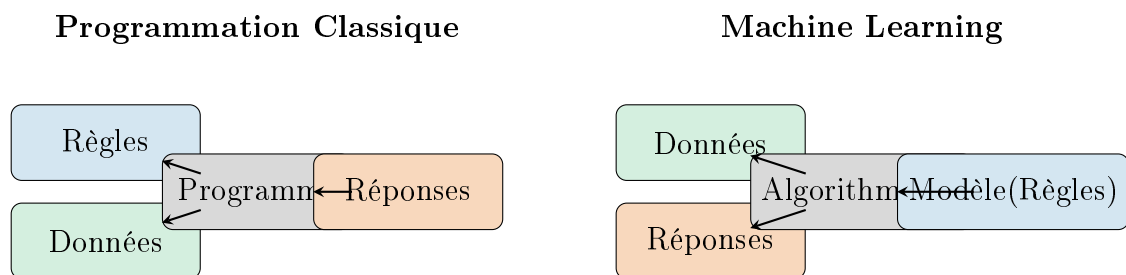 Programmation Classique
Règles
Données
Programm
Réponses
Machine Learning
Données
Réponses
Algorithm
Modèle(Règles)